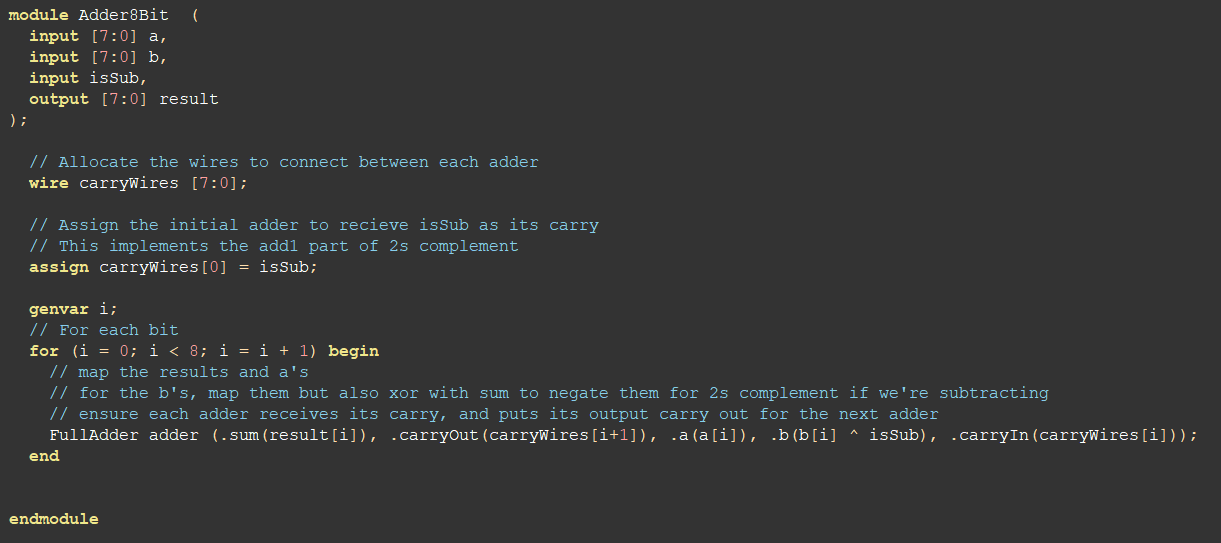 module Adder8Bit  (
  input [7:0] a,
  input [7:0] b,
  input isSub,
  output [7:0] result
);

  // Allocate the wires to connect between each adder
  wire carryWires [7:0];

  // Assign the initial adder to recieve isSub as its carry
  // This implements the add1 part of 2s complement
  assign carryWires[0] = isSub;

  genvar i;
  // For each bit
  for (i = 0; i < 8; i = i + 1) begin
    // map the results and a's
    // for the b's, map them but also xor with sum to negate them for 2s complement if we're subtracting
    // ensure each adder receives its carry, and puts its output carry out for the next adder
    FullAdder adder (.sum(result[i]), .carryOut(carryWires[i+1]), .a(a[i]), .b(b[i] ^ isSub), .carryIn(carryWires[i]));
  end


endmodule